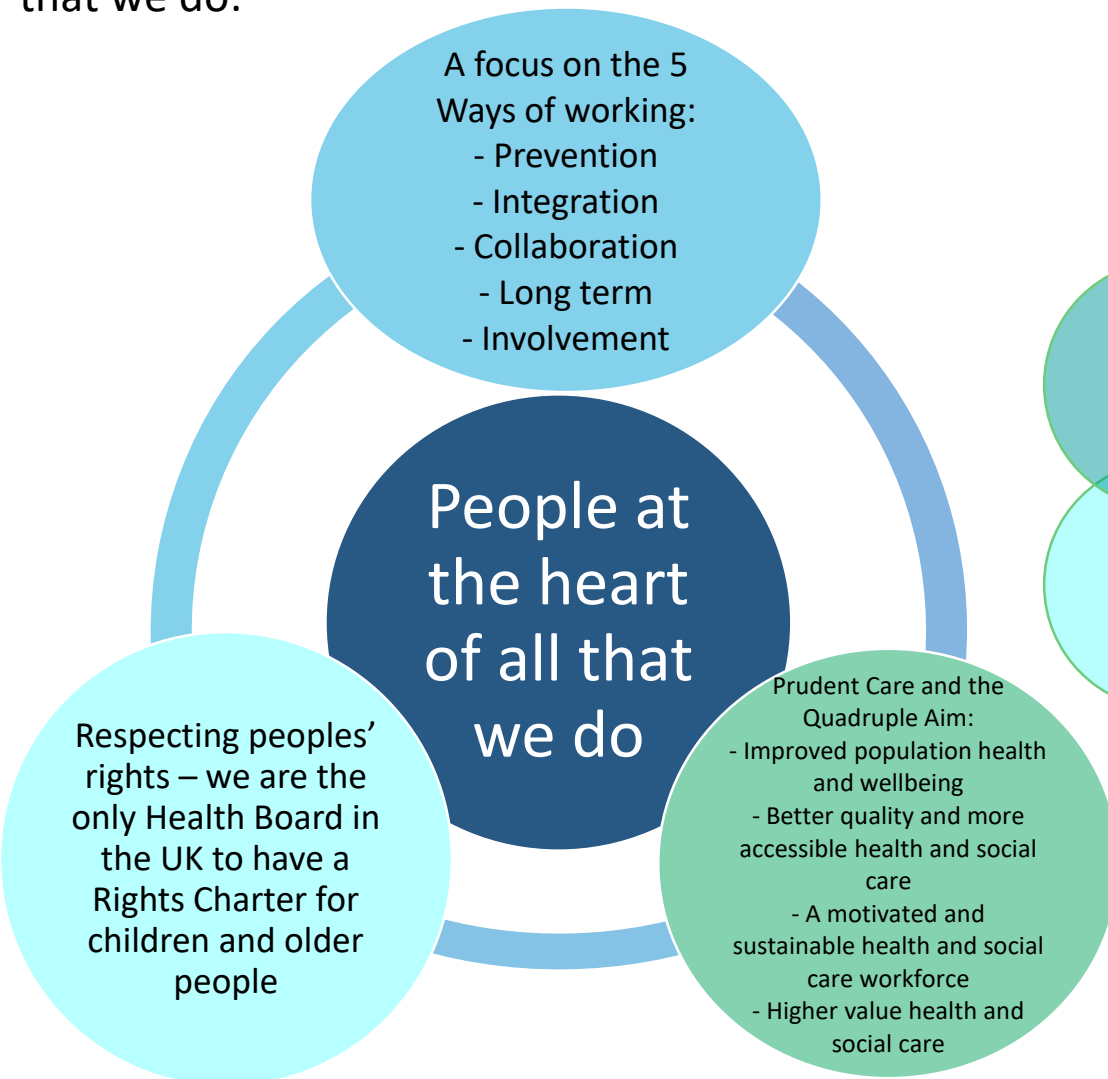 that we do:
A focus on the 5
Ways of working:
- Prevention
- Integration
- Collaboration
- Long term
- Involvement
People at
the heart
of all that
we do
Respecting peoples’
rights – we are the
only Health Board in
the UK to have a
Rights Charter for
children and older
people
Prudent Care and the
Quadruple Aim:
- Improved population health
and wellbeing
- Better quality and more
accessible health and social
care
- A motivated and
sustainable health and social
care workforce
- Higher value health and
social care